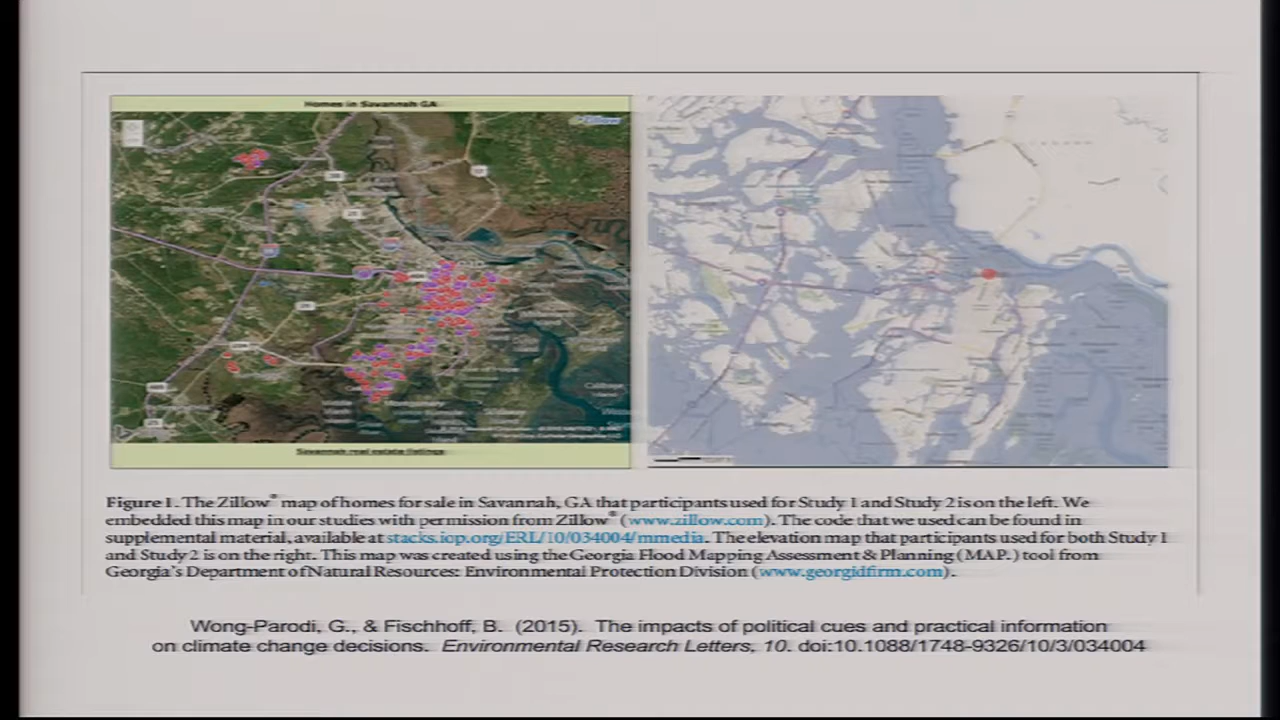 Homes in Savannah GA
Zillow
Savannah real estate listings
Figure 1. The Zillow® map of homes for sale in Savannah, GA that participants used for Study 1 and Study 2 is on the left. We
embedded this map in our studies with permission from Zillow® (www.zillow.com). The code that we used can be found in
supplemental material, available at stacks.iop.org/ERL/10/034004/mmedia. The elevation map that participants used for both Study 1
and Study 2 is on the right. This map was created using the Georgia Flood Mapping Assessment & Planning (MAP.) tool from
Georgia's Department of Natural Resources: Environmental Protection Division (www.georgidfirm.com).
Wong-Parodi, G., & Fischhoff, B. (2015). The impacts of political cues and practical information
on climate change decisions. Environmental Research Letters, 10. doi:10.1088/1748-9326/10/3/034004